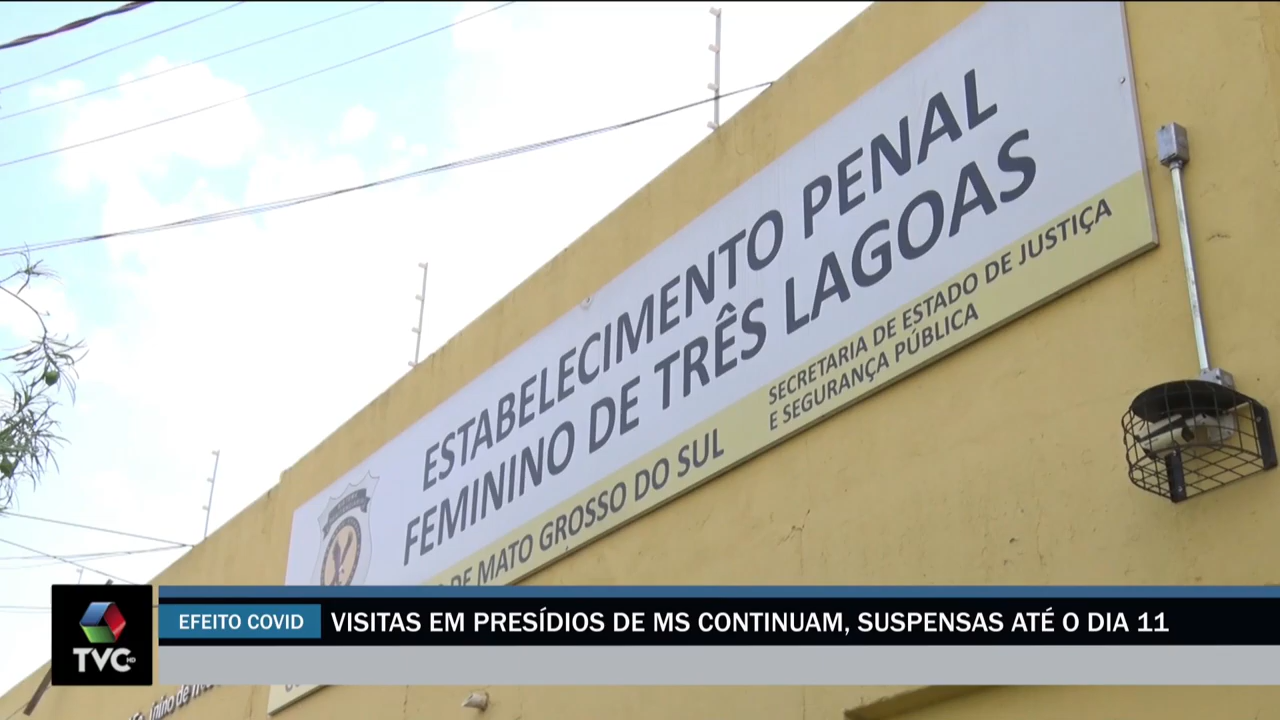 ESTABELECIMENTO PENAL
FEMININO DE TRÊS LAGOAS
DE MATO GROSSO DO SUL
SECRETARIA DE ESTADO DE JUSTIÇA
E SEGURANÇA PÚBLICA
EFEITO COVID
VISITAS EM PRESÍDIOS DE MS CONTINUAM, SUSPENSAS ATÉ O DIA 11
TVC HD